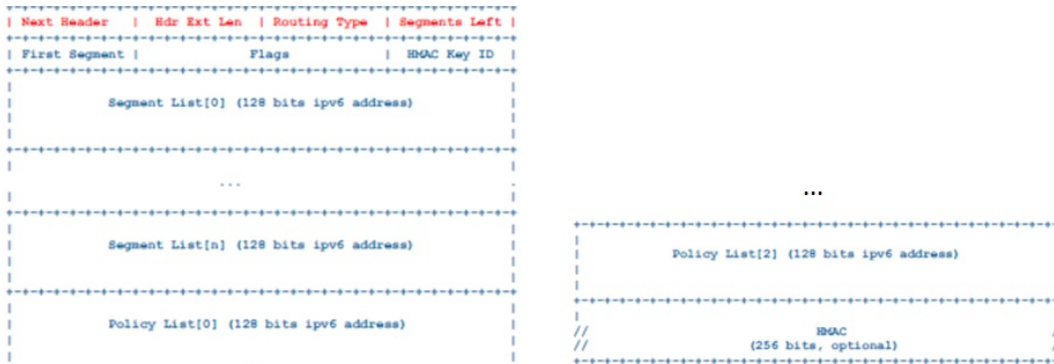 | Next Header | Hdr Ext Len | Routing Type | Segments Left |
| First Segment | Flags | HMAC Key ID |
Segment List[0] (128 bits ipv6 address)
...
Segment List[n] (128 bits ipv6 address)
Policy List[0] (128 bits ipv6 address)
...
Policy List[2] (128 bits ipv6 address)
// HMAC
// (256 bits, optional)